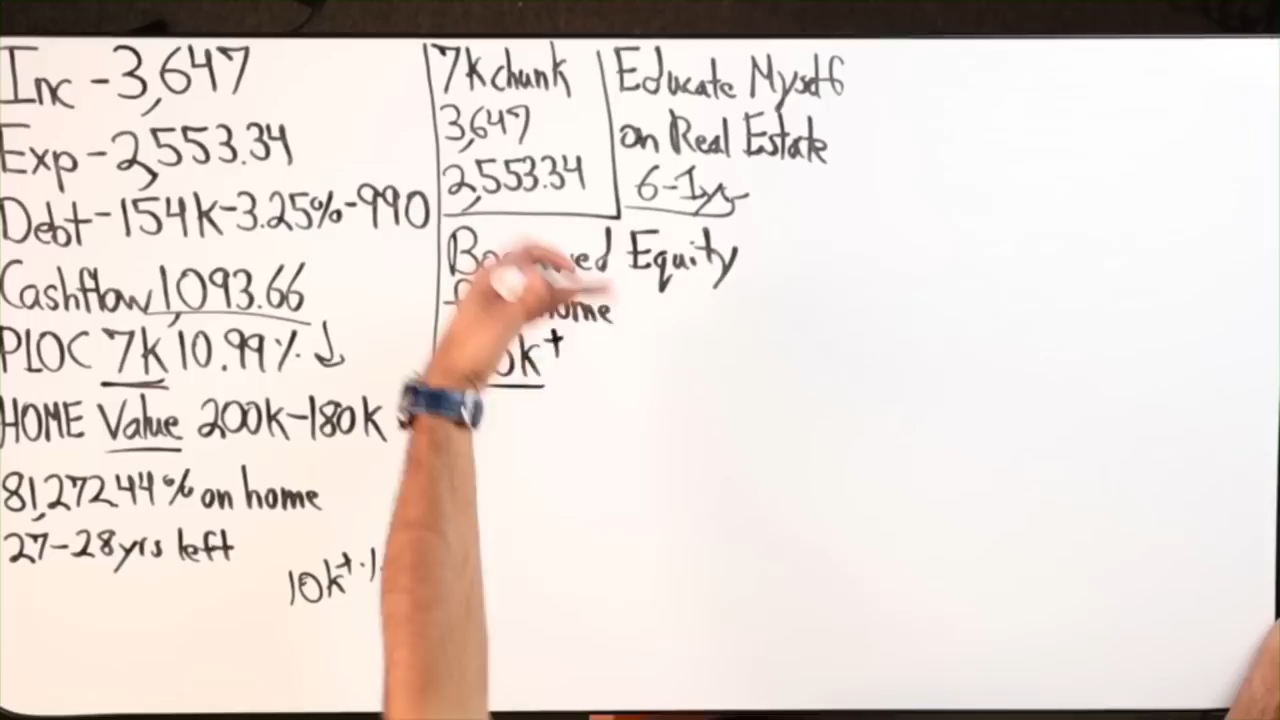 Inc - 3,647
Exp - 2,553.34
Debt - 154K - 3.25% - 990
Cashflow 1,093.66
PLOC 7K 10.99% ↓
HOME Value 200K - 180K
81,272.44 % on home
27-28yrs left
10k+
7K chunk
3,647
2,553.34
Educate Myself
on Real Estate
6-1yr
Equity
k+